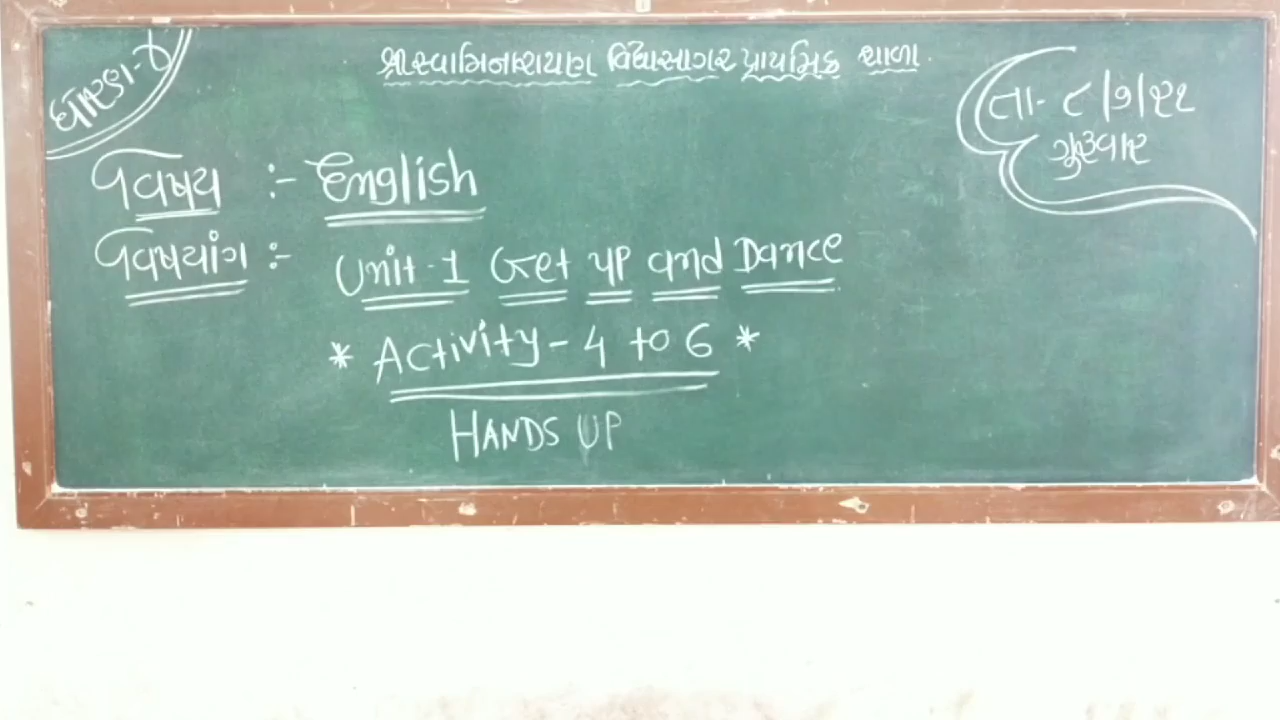 ધોરણ-૭
શ્રી સ્વામિનારાયણ વિદ્યાસાગર પ્રાથમિક શાળા.
તા- ૮/૭/૨૧
ગુરુવાર
વિષય :- English
વિષયાંગ :- Unit-1 Get up and Dance
* Activity - 4 to 6 *
HANDS UP